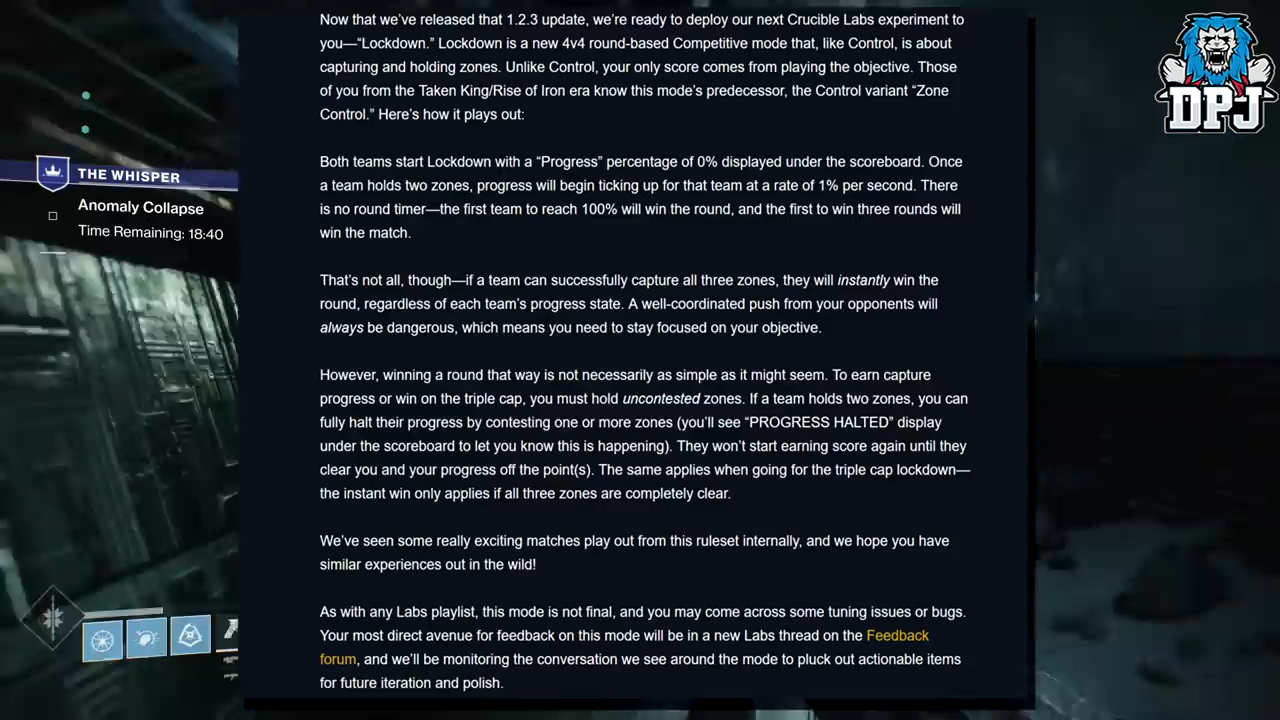 Now that we've released that 1.2.3 update, we're ready to deploy our next Crucible Labs experiment to
you—“Lockdown.” Lockdown is a new 4v4 round-based Competitive mode that, like Control, is about
capturing and holding zones. Unlike Control, your only score comes from playing the objective. Those
of you from the Taken King/Rise of Iron era know this mode's predecessor, the Control variant “Zone
Control.” Here's how it plays out:
Both teams start Lockdown with a “Progress” percentage of 0% displayed under the scoreboard. Once
a team holds two zones, progress will begin ticking up for that team at a rate of 1% per second. There
is no round timer—the first team to reach 100% will win the round, and the first to win three rounds will
win the match.
That's not all, though—if a team can successfully capture all three zones, they will instantly win the
round, regardless of each team's progress state. A well-coordinated push from your opponents will
always be dangerous, which means you need to stay focused on your objective.
However, winning a round that way is not necessarily as simple as it might seem. To earn capture
progress or win on the triple cap, you must hold uncontested zones. If a team holds two zones, you can
fully halt their progress by contesting one or more zones (you'll see “PROGRESS HALTED” display
under the scoreboard to let you know this is happening). They won't start earning score again until they
clear you and your progress off the point(s). The same applies when going for the triple cap lockdown—
the instant win only applies if all three zones are completely clear.
We've seen some really exciting matches play out from this ruleset internally, and we hope you have
similar experiences out in the wild!
As with any Labs playlist, this mode is not final, and you may come across some tuning issues or bugs.
Your most direct avenue for feedback on this mode will be in a new Labs thread on the Feedback
forum, and we'll be monitoring the conversation we see around the mode to pluck out actionable items
for future iteration and polish.
THE WHISPER
Anomaly Collapse
Time Remaining: 18:40
DPJ